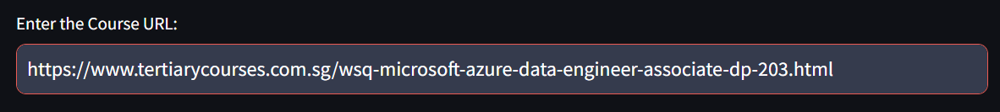 Enter the Course URL:
https://www.tertiarycourses.com.sg/wsq-microsoft-azure-data-engineer-associate-dp-203.html